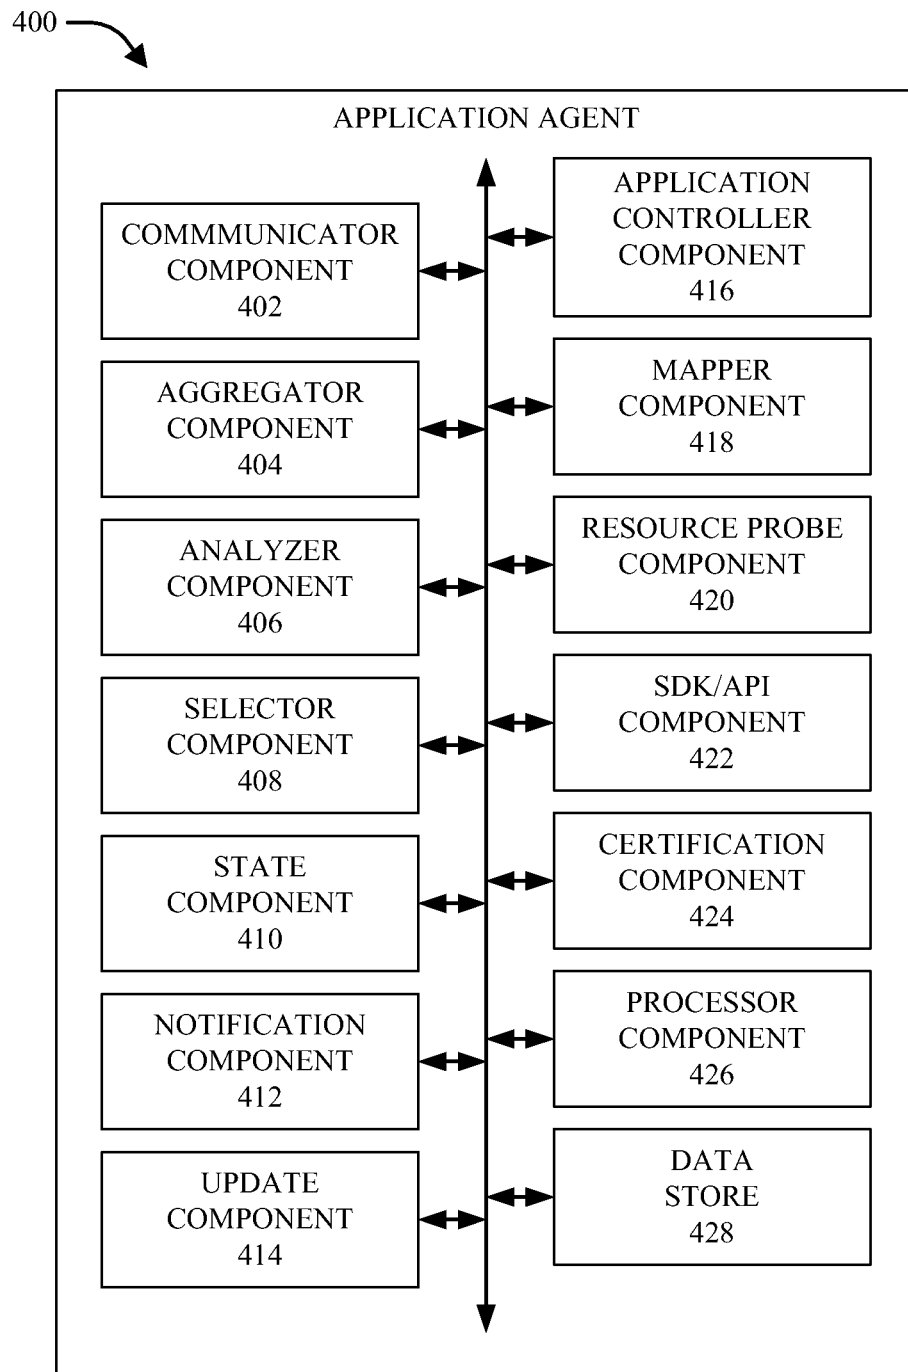 400
APPLICATION AGENT
COMMMUNICATOR
COMPONENT
402
AGGREGATOR
COMPONENT
404
ANALYZER
COMPONENT
406
SELECTOR
COMPONENT
408
STATE
COMPONENT
410
NOTIFICATION
COMPONENT
412
UPDATE
COMPONENT
414
APPLICATION
CONTROLLER
COMPONENT
416
MAPPER
COMPONENT
418
RESOURCE PROBE
COMPONENT
420
SDK/API
COMPONENT
422
CERTIFICATION
COMPONENT
424
PROCESSOR
COMPONENT
426
DATA
STORE
428